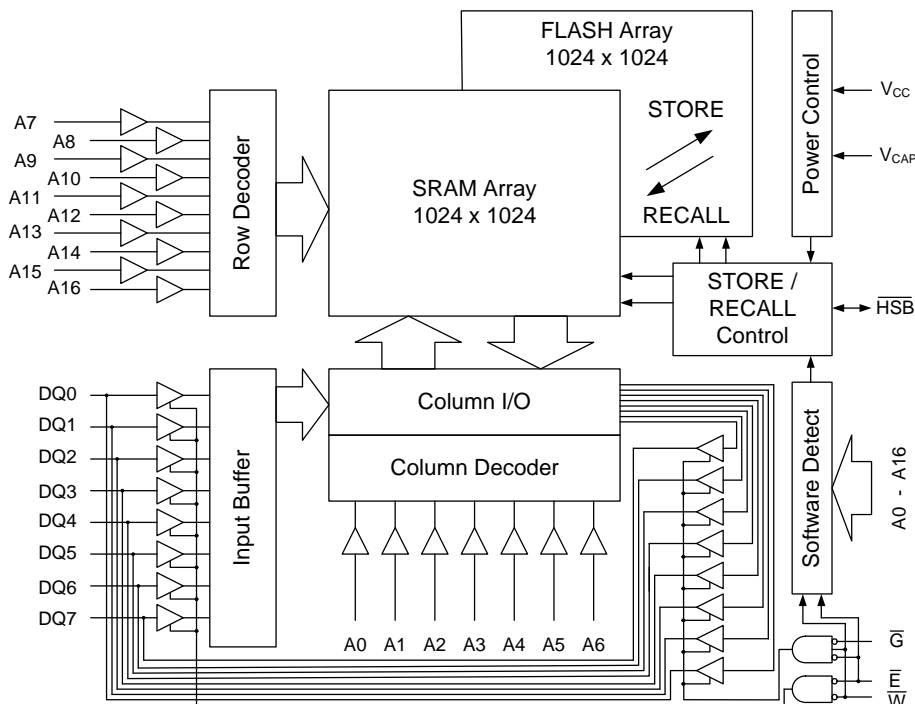 FLASH Array
1024 x 1024
STORE
RECALL
Power Control
VCC
VCAP
A7
A8
A9
A10
A11
A12
A13
A14
A15
A16
Row Decoder
SRAM Array
1024 x 1024
STORE /
RECALL
Control
HSB
DQ0
DQ1
DQ2
DQ3
DQ4
DQ5
DQ6
DQ7
Input Buffer
Column I/O
Column Decoder
A0
A1
A2
A3
A4
A5
A6
Software Detect
A0 - A16
G
E
W